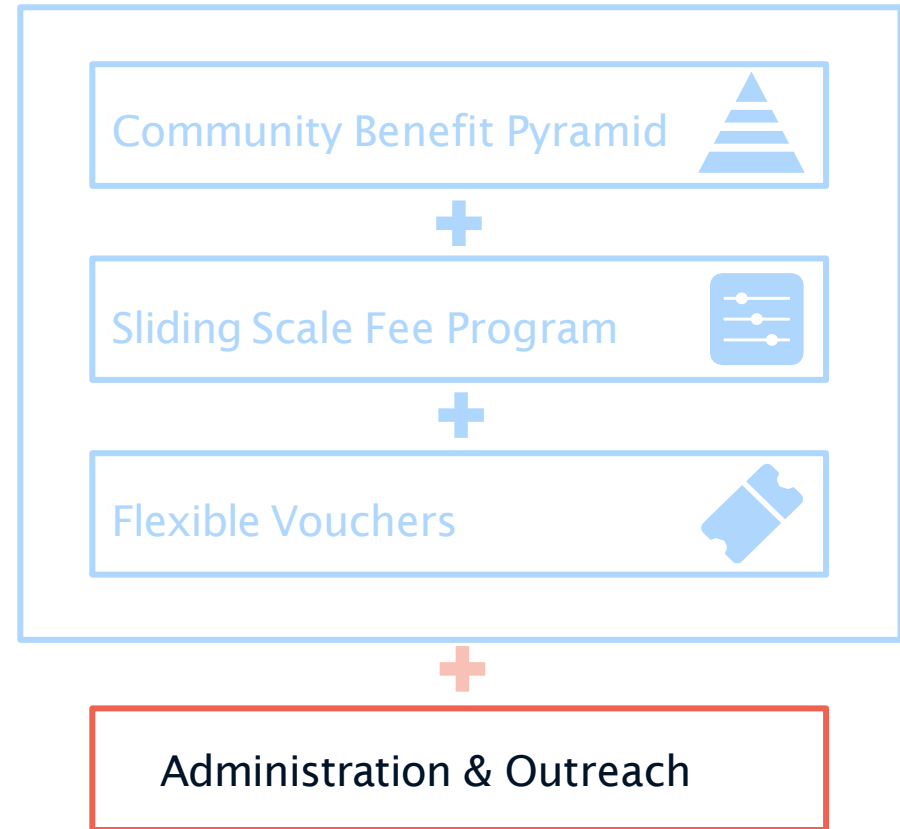 Community Benefit Pyramid
Sliding Scale Fee Program
Flexible Vouchers
Administration & Outreach